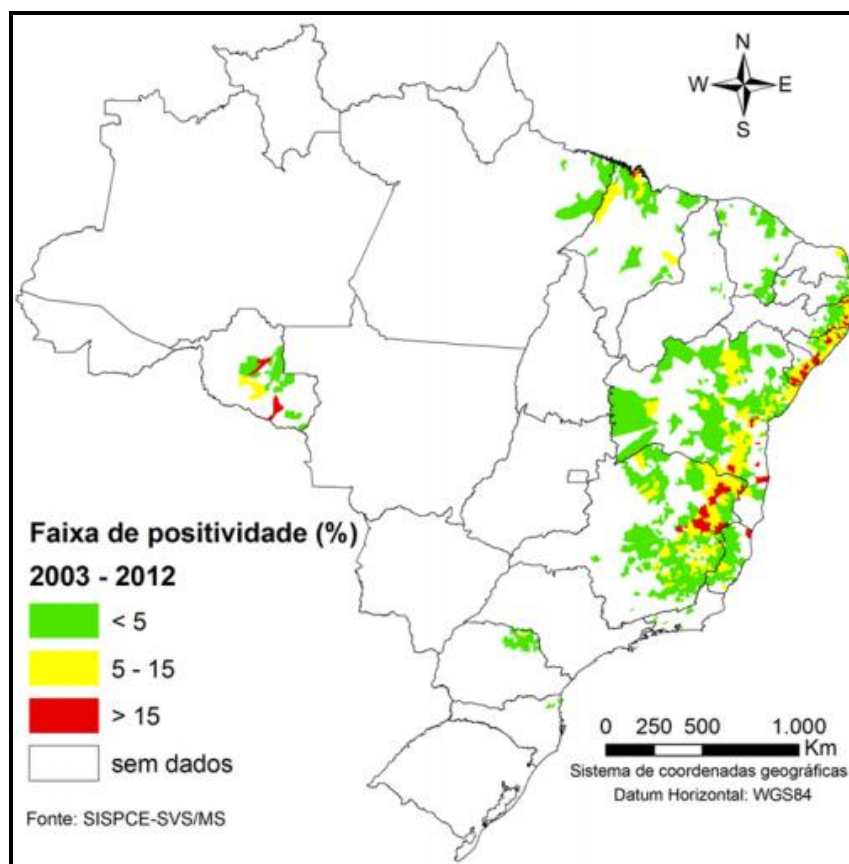 N
W E
S
Faixa de positividade (%)
2003 - 2012
< 5
5 - 15
> 15
sem dados
Fonte: SISPCE-SVS/MS
0 250 500 1.000
Km
Sistema de coordenadas geográficas
Datum Horizontal: WGS84